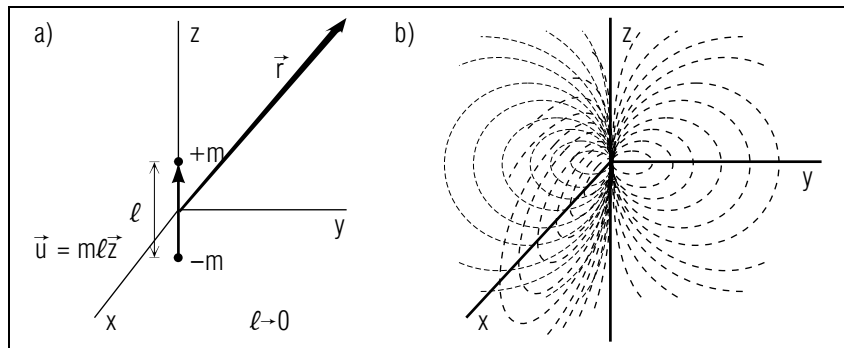 a)
z
r⃗
+m
ℓ
y
u⃗ = mℓz⃗
−m
x
ℓ→0
b)
z
y
x